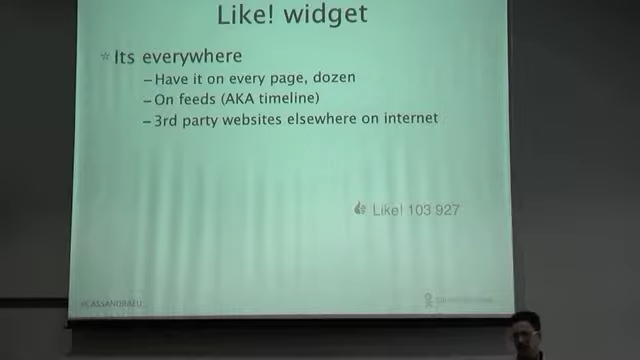 Like! widget
☆ Its everywhere
– Have it on every page, dozen
– On feeds (AKA timeline)
– 3rd party websites elsewhere on internet
Like! 103 927
#CASSANDRAEU